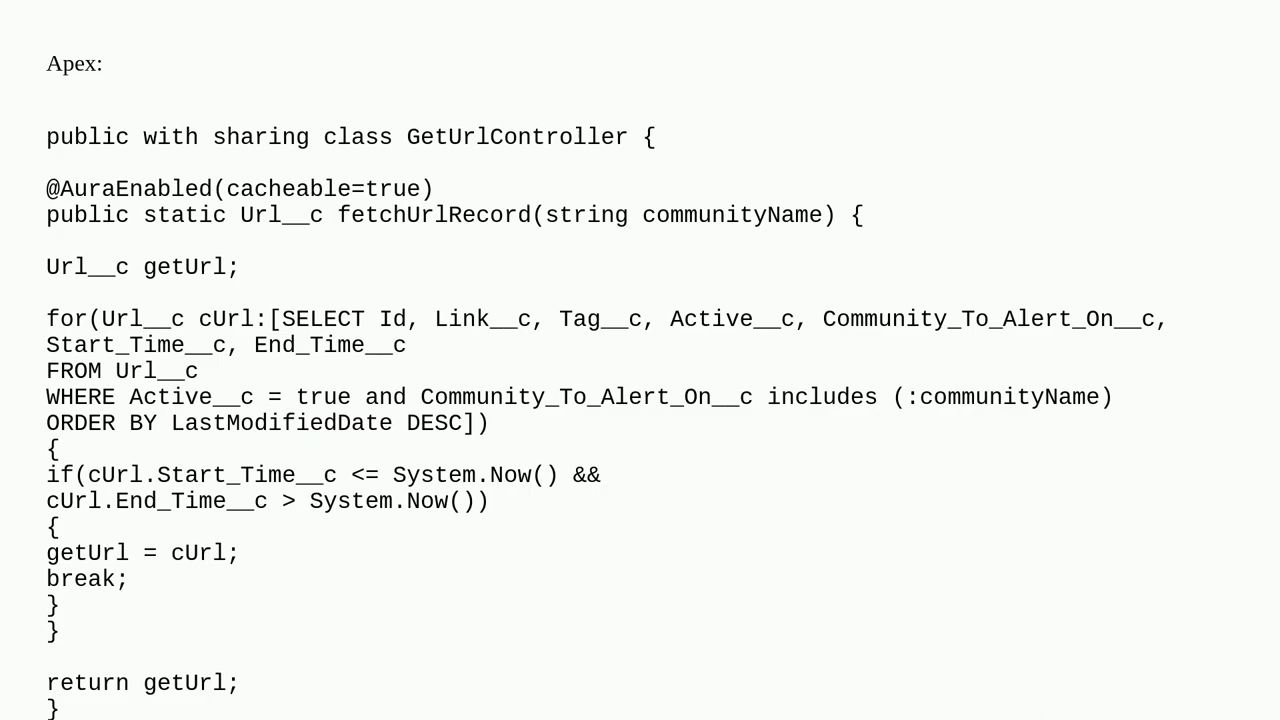 Apex:
public with sharing class GetUrlController {
@AuraEnabled(cacheable=true)
public static Url__c fetchUrlRecord(string communityName) {
Url__c getUrl;
for(Url__c cUrl:[SELECT Id, Link__c, Tag__c, Active__c, Community_To_Alert_On__c,
Start_Time__c, End_Time__c
FROM Url__c
WHERE Active__c = true and Community_To_Alert_On__c includes (:communityName)
ORDER BY LastModifiedDate DESC])
{
if(cUrl.Start_Time__c <= System.Now() &&
cUrl.End_Time__c > System.Now())
{
getUrl = cUrl;
break;
}
}
return getUrl;
}